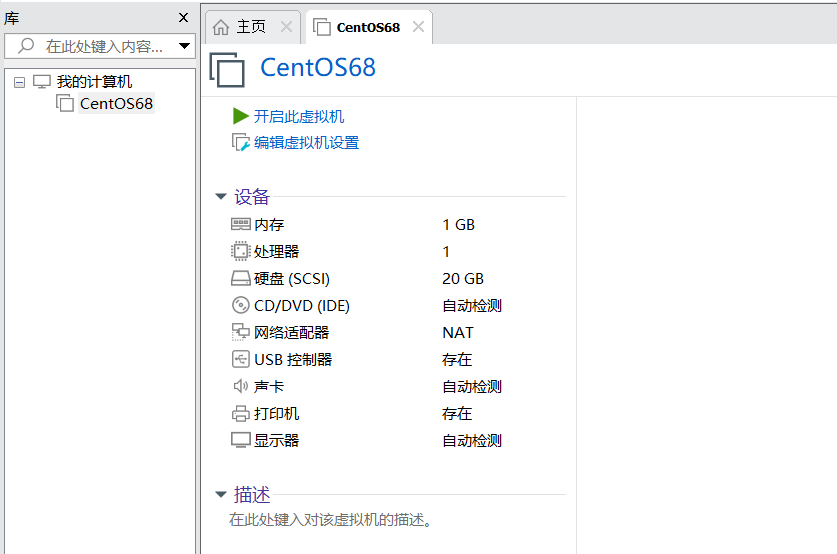 库
在此处键入内容...
我的计算机
CentOS68
主页
CentOS68
CentOS68
开启此虚拟机
编辑虚拟机设置
设备
内存 1 GB
处理器 1
硬盘 (SCSI) 20 GB
CD/DVD (IDE) 自动检测
网络适配器 NAT
USB 控制器 存在
声卡 自动检测
打印机 存在
显示器 自动检测
描述
在此处键入对该虚拟机的描述。